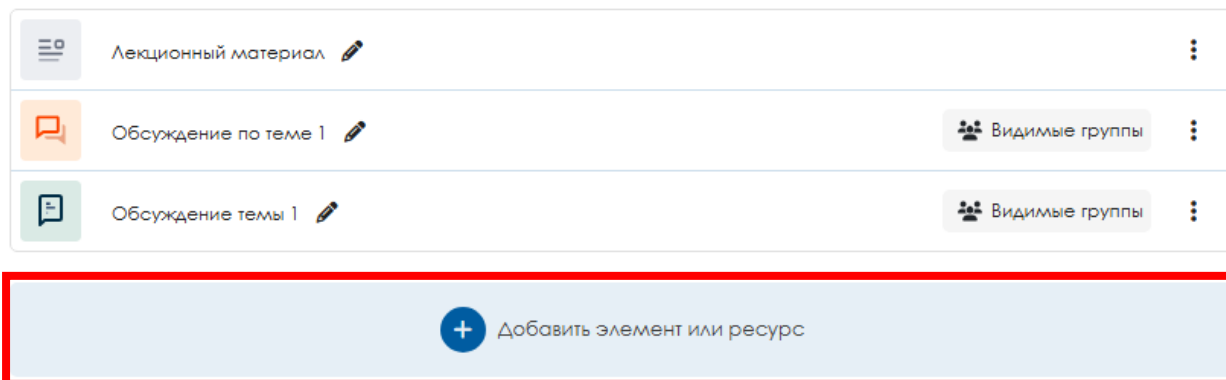 Лекционный материал
Обсуждение по теме 1
Видимые группы
Обсуждение темы 1
Видимые группы
Добавить элемент или ресурс